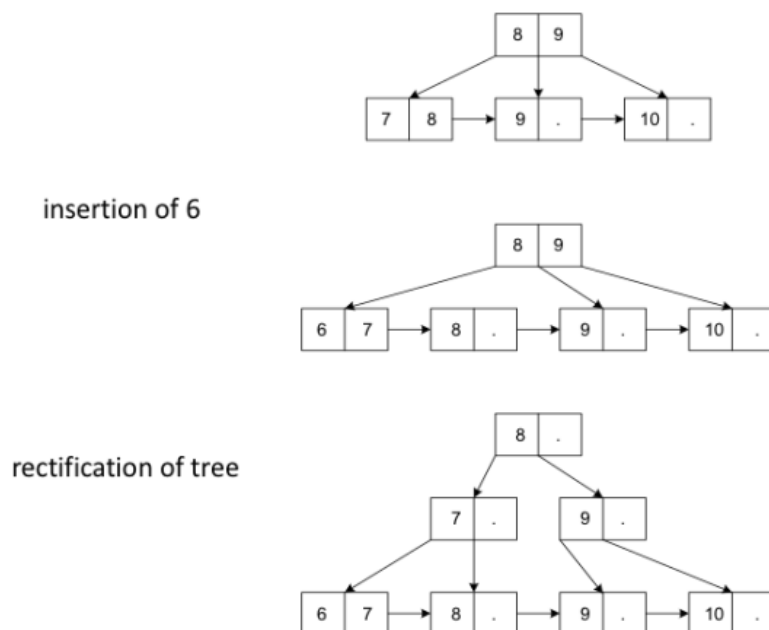 8 9
7 8 9 . 10 .
insertion of 6
8 9
6 7 8 . 9 . 10 .
8 .
rectification of tree
7 . 9 .
6 7 8 . 9 . 10 .